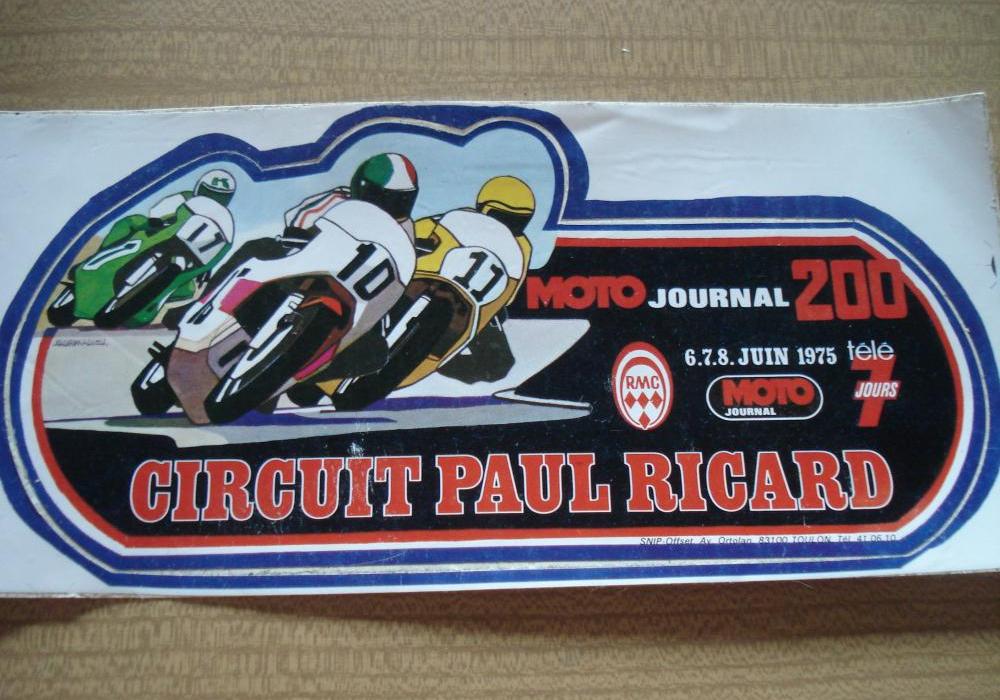 K
17
10
11
MOTO JOURNAL 200
6.7.8. JUIN 1975
télé 7 JOURS
RMC
MOTO
JOURNAL
CIRCUIT PAUL RICARD
SNIP-Offset, Av. Ortolan, 83100 TOULON, Tél. 41.06.10